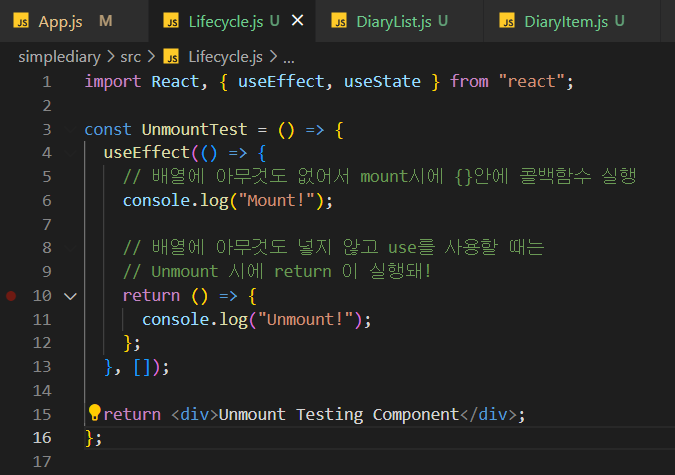 JS App.js M JS Lifecycle.js U × JS DiaryList.js U JS DiaryItem.js U
simplediary > src > JS Lifecycle.js > ...
1 import React, { useEffect, useState } from "react";
2
3 const UnmountTest = () => {
4 useEffect(() => {
5 // 배열에 아무것도 없어서 mount시에 {}안에 콜백함수 실행
6 console.log("Mount!");
7
8 // 배열에 아무것도 넣지 않고 use를 사용할 때는
9 // Unmount 시에 return 이 실행돼!
10 return () => {
11 console.log("Unmount!");
12 };
13 }, []);
14
15 return <div>Unmount Testing Component</div>;
16 };
17